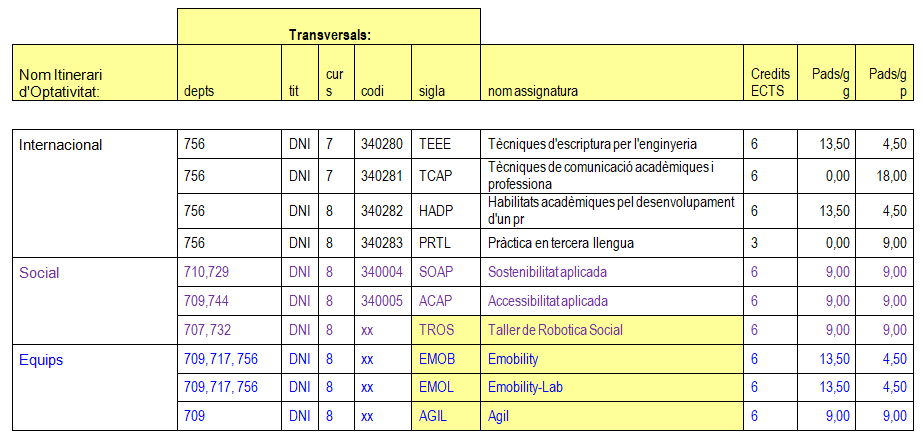 Transversals:
Nom Itinerari d'Optativitat: depts tit curs codi sigla nom assignatura Credits ECTS Pads/gg Pads/gp
Internacional 756 DNI 7 340280 TEEE Tècniques d'escriptura per l'enginyeria 6 13,50 4,50
756 DNI 7 340281 TCAP Tècniques de comunicació acadèmiques i professiona 6 0,00 18,00
756 DNI 8 340282 HADP Habilitats acadèmiques pel desenvolupament d'un pr 6 13,50 4,50
756 DNI 8 340283 PRTL Pràctica en tercera llengua 3 0,00 9,00
Social 710,729 DNI 8 340004 SOAP Sostenibilitat aplicada 6 9,00 9,00
709,744 DNI 8 340005 ACAP Accessibilitat aplicada 6 9,00 9,00
707, 732 DNI 8 xx TROS Taller de Robotica Social 6 9,00 9,00
Equips 709, 717, 756 DNI 8 xx EMOB Emobility 6 13,50 4,50
709, 717, 756 DNI 8 xx EMOL Emobility-Lab 6 13,50 4,50
709 DNI 8 xx AGIL Agil 6 9,00 9,00